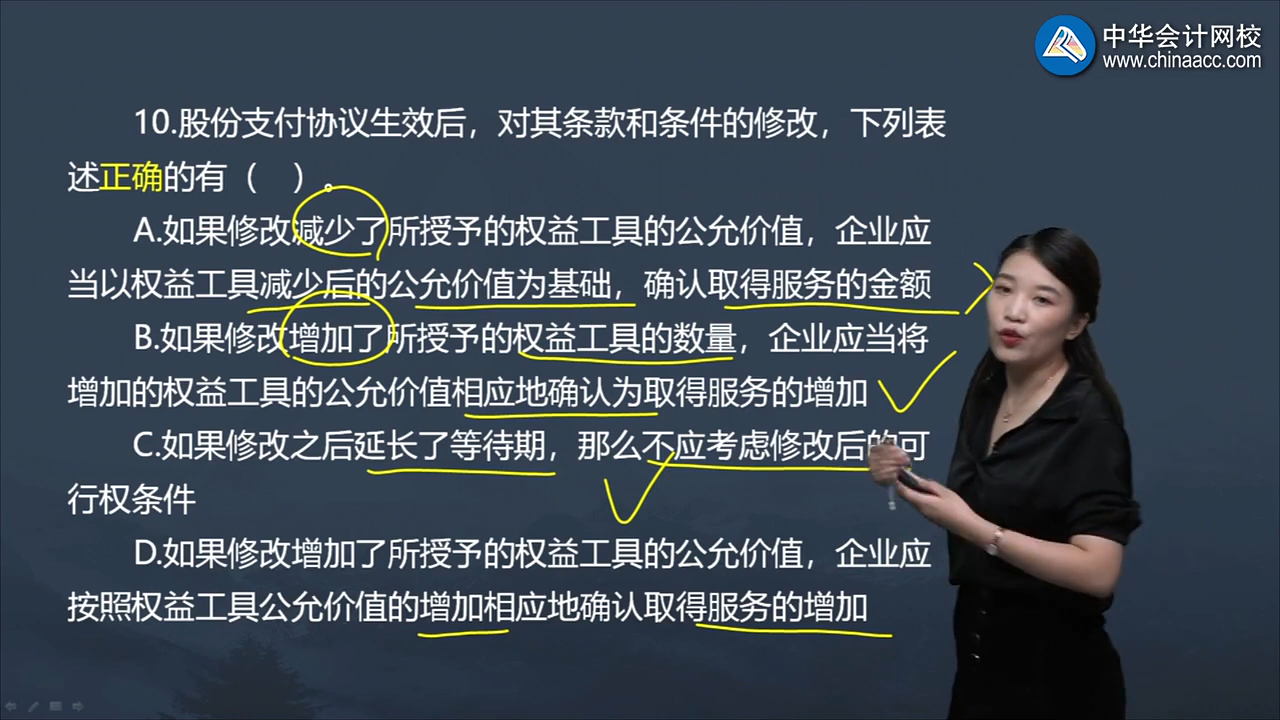 中华会计网校
www.chinaacc.com
10.股份支付协议生效后，对其条款和条件的修改，下列表
述正确的有（ ）。
A.如果修改减少了所授予的权益工具的公允价值，企业应
当以权益工具减少后的公允价值为基础，确认取得服务的金额
B.如果修改增加了所授予的权益工具的数量，企业应当将
增加的权益工具的公允价值相应地确认为取得服务的增加
C.如果修改之后延长了等待期，那么不应考虑修改后的可
行权条件
D.如果修改增加了所授予的权益工具的公允价值，企业应
按照权益工具公允价值的增加相应地确认取得服务的增加